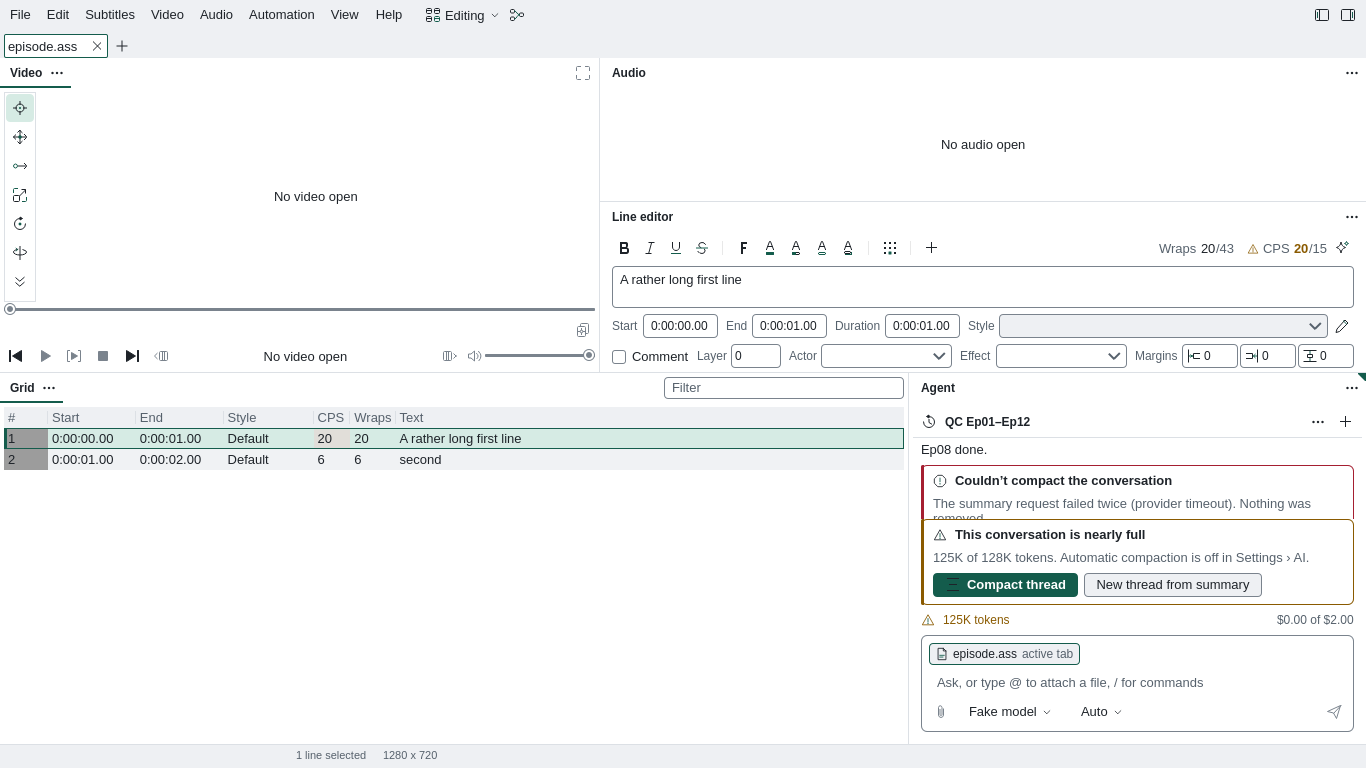 File Edit Subtitles Video Audio Automation View Help Editing
episode.ass
Video
No video open
No video open
Audio
No audio open
Line editor
Wraps 20/43 CPS 20/15
A rather long first line
Start 0:00:00.00 End 0:00:01.00 Duration 0:00:01.00 Style
Comment Layer 0 Actor Effect Margins 0 0 0
Grid Filter
# Start End Style CPS Wraps Text
1 0:00:00.00 0:00:01.00 Default 20 20 A rather long first line
2 0:00:01.00 0:00:02.00 Default 6 6 second
Agent
QC Ep01–Ep12
Ep08 done.
Couldn’t compact the conversation
The summary request failed twice (provider timeout). Nothing was
removed
This conversation is nearly full
125K of 128K tokens. Automatic compaction is off in Settings › AI.
Compact thread New thread from summary
125K tokens $0.00 of $2.00
episode.ass active tab
Ask, or type @ to attach a file, / for commands
Fake model Auto
1 line selected 1280 x 720